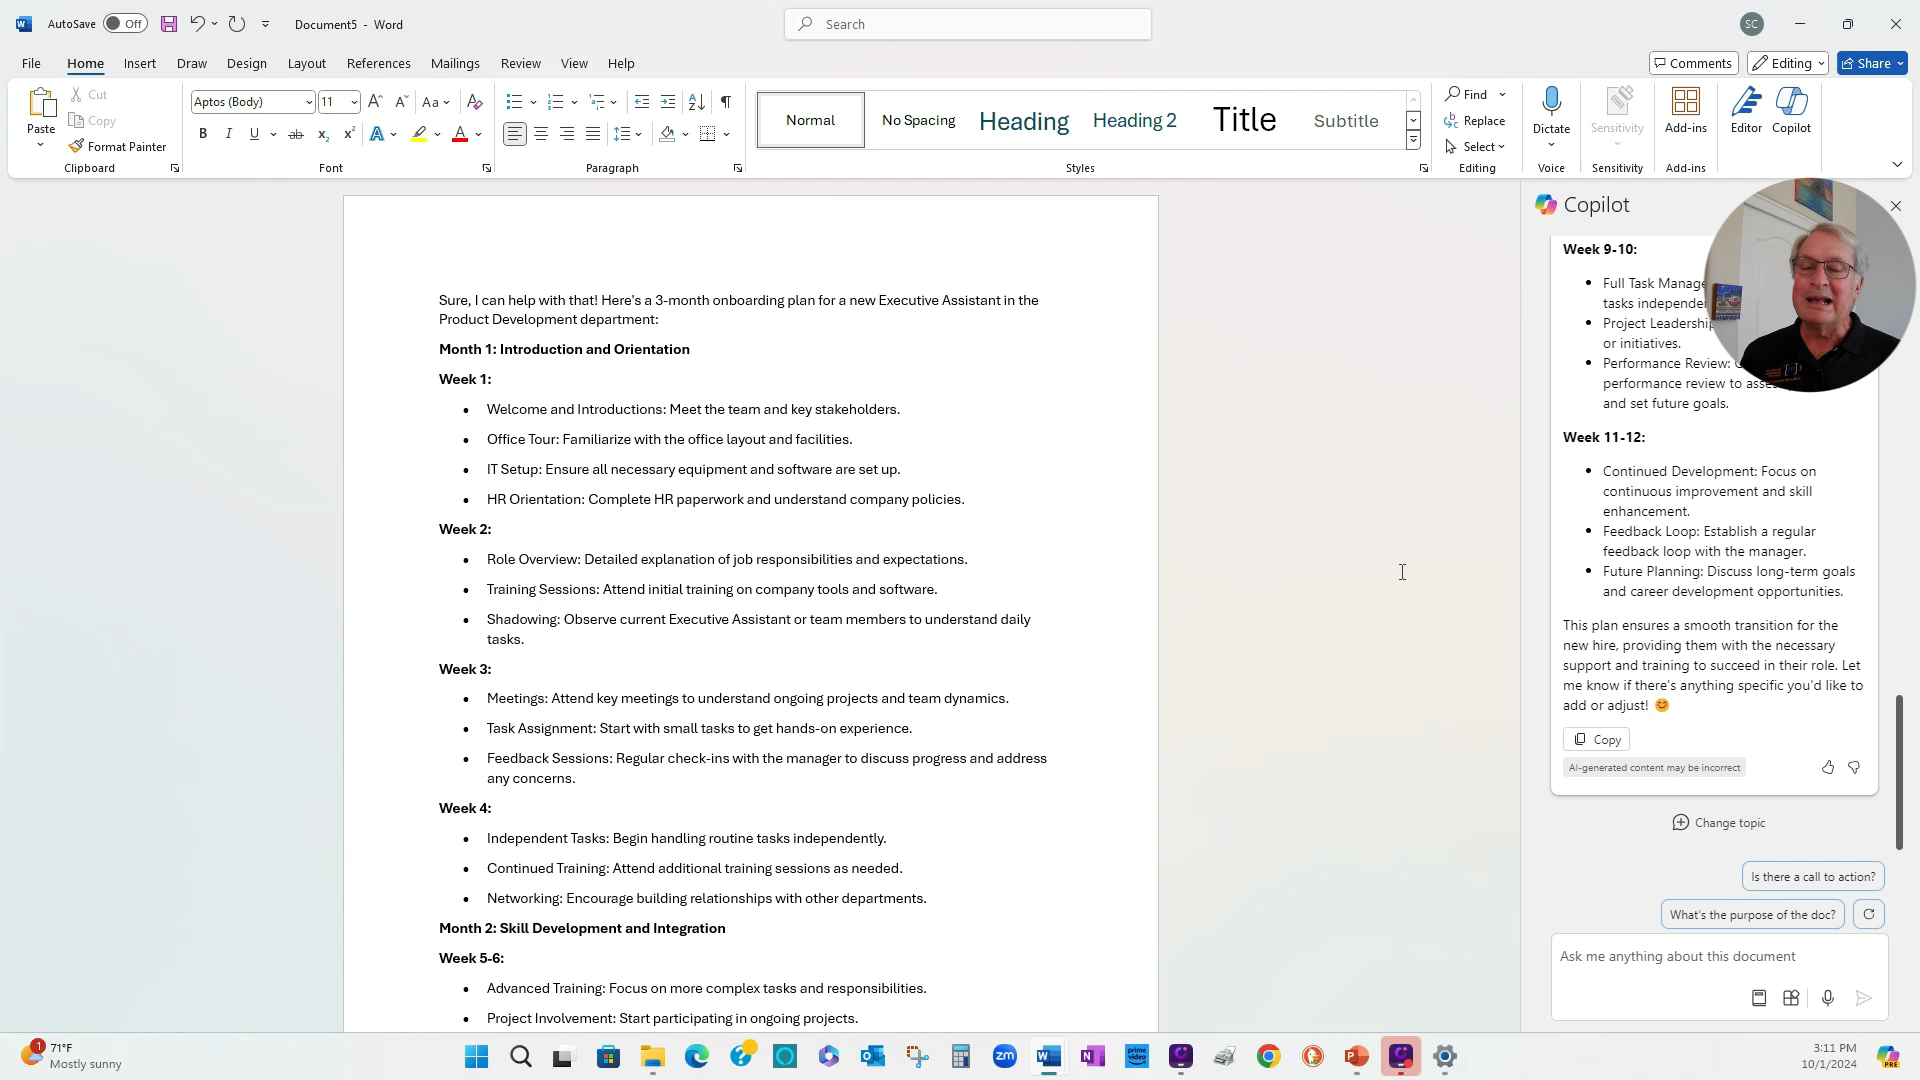 AutoSave Off Document5 - Word
Search
SC
File Home Insert Draw Design Layout References Mailings Review View Help
Comments Editing Share
Paste
Cut
Copy
Format Painter
Clipboard
Aptos (Body) 11
Font
Paragraph
Normal
No Spacing
Heading
Heading 2
Title
Subtitle
Styles
Find
Replace
Select
Editing
Dictate
Voice
Sensitivity
Sensitivity
Add-ins
Add-ins
Editor
Copilot
Sure, I can help with that! Here's a 3-month onboarding plan for a new Executive Assistant in the
Product Development department:
Month 1: Introduction and Orientation
Week 1:
• Welcome and Introductions: Meet the team and key stakeholders.
• Office Tour: Familiarize with the office layout and facilities.
• IT Setup: Ensure all necessary equipment and software are set up.
• HR Orientation: Complete HR paperwork and understand company policies.
Week 2:
• Role Overview: Detailed explanation of job responsibilities and expectations.
• Training Sessions: Attend initial training on company tools and software.
• Shadowing: Observe current Executive Assistant or team members to understand daily
tasks.
Week 3:
• Meetings: Attend key meetings to understand ongoing projects and team dynamics.
• Task Assignment: Start with small tasks to get hands-on experience.
• Feedback Sessions: Regular check-ins with the manager to discuss progress and address
any concerns.
Week 4:
• Independent Tasks: Begin handling routine tasks independently.
• Continued Training: Attend additional training sessions as needed.
• Networking: Encourage building relationships with other departments.
Month 2: Skill Development and Integration
Week 5-6:
• Advanced Training: Focus on more complex tasks and responsibilities.
• Project Involvement: Start participating in ongoing projects.
Copilot
Week 9-10:
• Full Task
tasks
• Project
or initiatives.
• Performance Review:
performance review to
and set future goals.
Week 11-12:
• Continued Development: Focus on
continuous improvement and skill
enhancement.
• Feedback Loop: Establish a regular
feedback loop with the manager.
• Future Planning: Discuss long-term goals
and career development opportunities.
This plan ensures a smooth transition for the
new hire, providing them with the necessary
support and training to succeed in their role. Let
me know if there's anything specific you'd like to
add or adjust! 😊
Copy
AI-generated content may be incorrect
Change topic
Is there a call to action?
What's the purpose of the doc?
Ask me anything about this document
1
71°F
Mostly sunny
zm
prime video
3:11 PM
10/1/2024
PRE